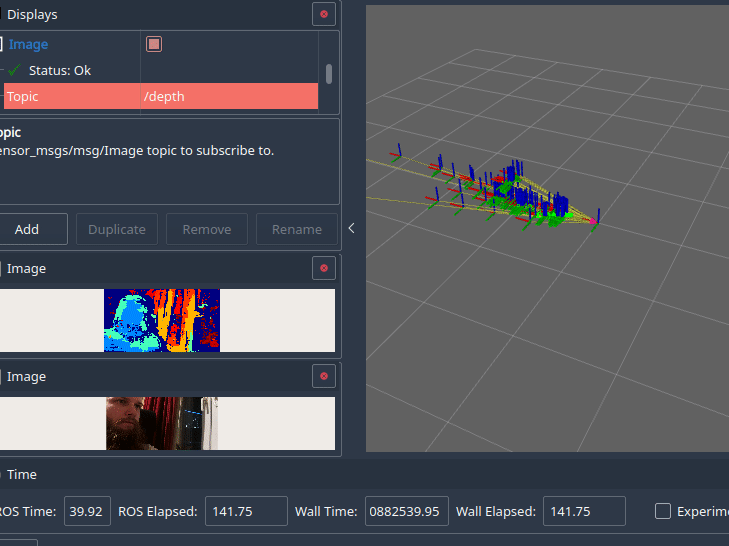 Displays
Image
Status: Ok
Topic /depth
opic
ensor_msgs/msg/Image topic to subscribe to.
Add Duplicate Remove Rename
Image
Image
Time
ROS Time: 39.92 ROS Elapsed: 141.75 Wall Time: 0882539.95 Wall Elapsed: 141.75 Experime